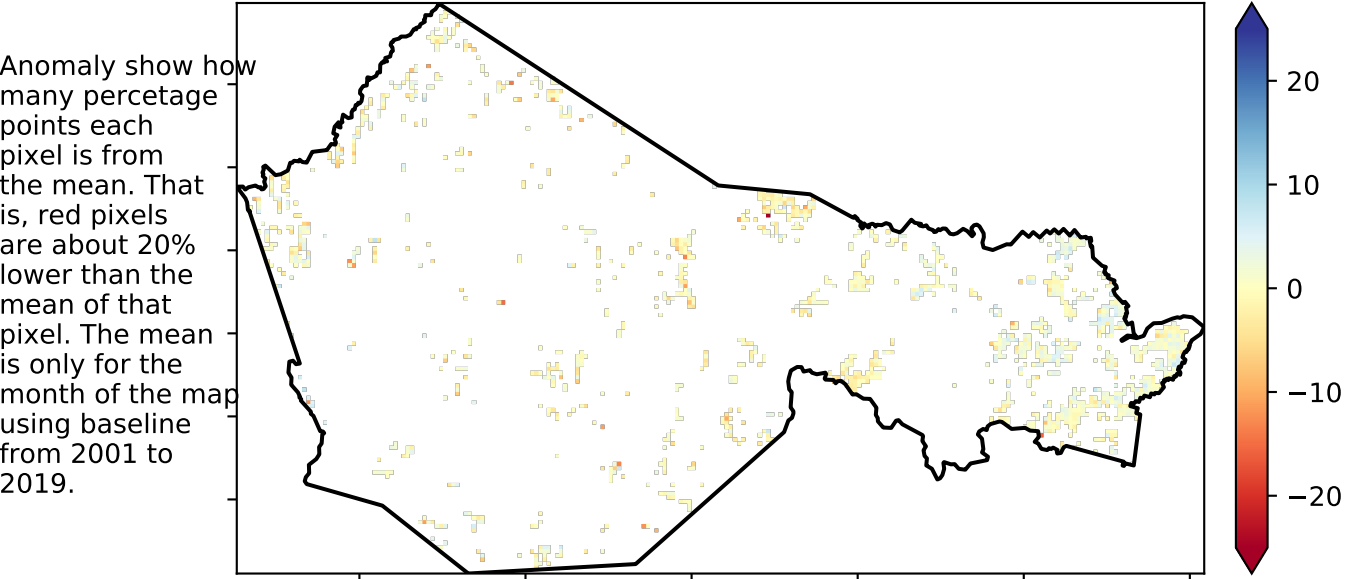 Anomaly show how
many percetage
points each
pixel is from
the mean. That
is, red pixels
are about 20%
lower than the
mean of that
pixel. The mean
is only for the
month of the map
using baseline
from 2001 to
2019.
20
10
0
−10
−20